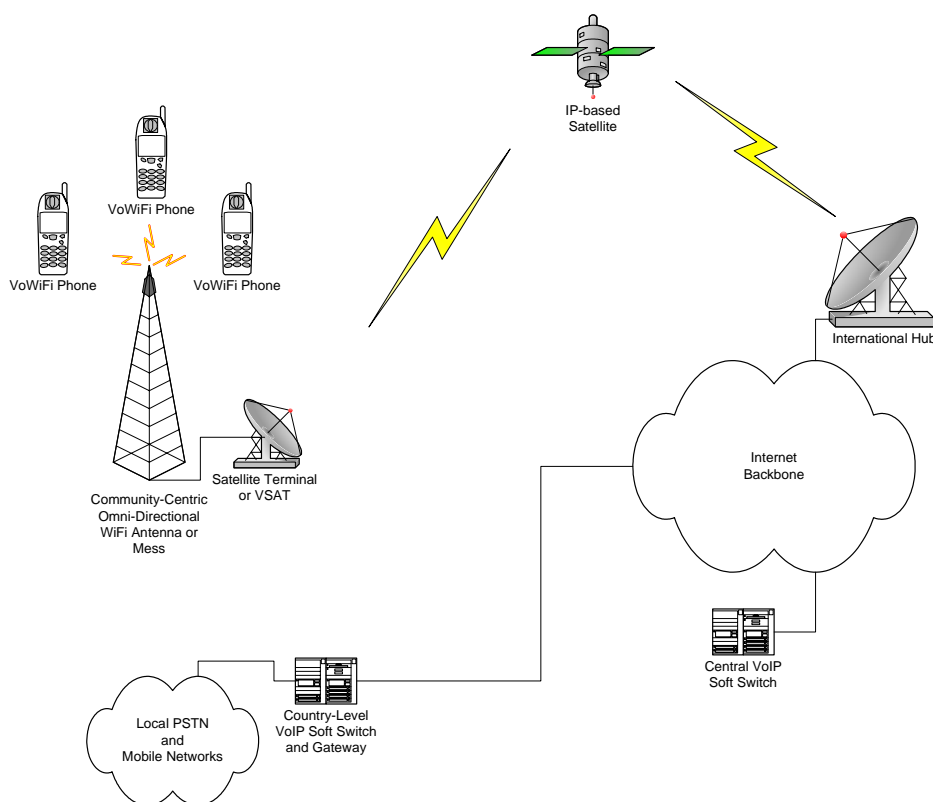 IP-based
Satellite
VoWiFi Phone
VoWiFi Phone
VoWiFi Phone
International Hub
Satellite Terminal
or VSAT
Community-Centric
Omni-Directional
WiFi Antenna or
Mess
Internet
Backbone
Central VoIP
Soft Switch
Country-Level
VoIP Soft Switch
and Gateway
Local PSTN
and
Mobile Networks